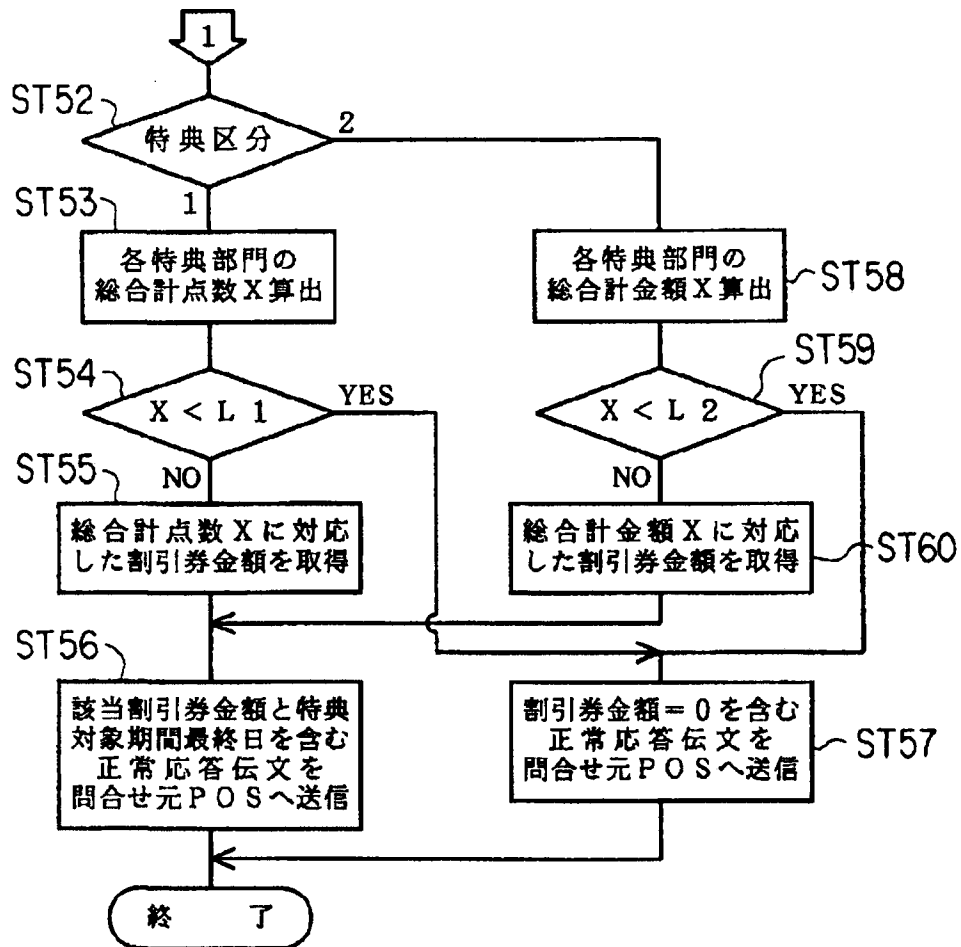 1
ST52
特典区分
2
1
ST53
各特典部門の
総合計点数X算出
各特典部門の
総合計金額X算出
ST58
ST54
X < L 1
YES
NO
ST59
X < L 2
YES
NO
ST55
総合計点数Xに対応
した割引券金額を取得
総合計金額Xに対応
した割引券金額を取得
ST60
ST56
該当割引券金額と特典
対象期間最終日を含む
正常応答伝文を
問合せ元POSへ送信
割引券金額=0を含む
正常応答伝文を
問合せ元POSへ送信
ST57
終 了